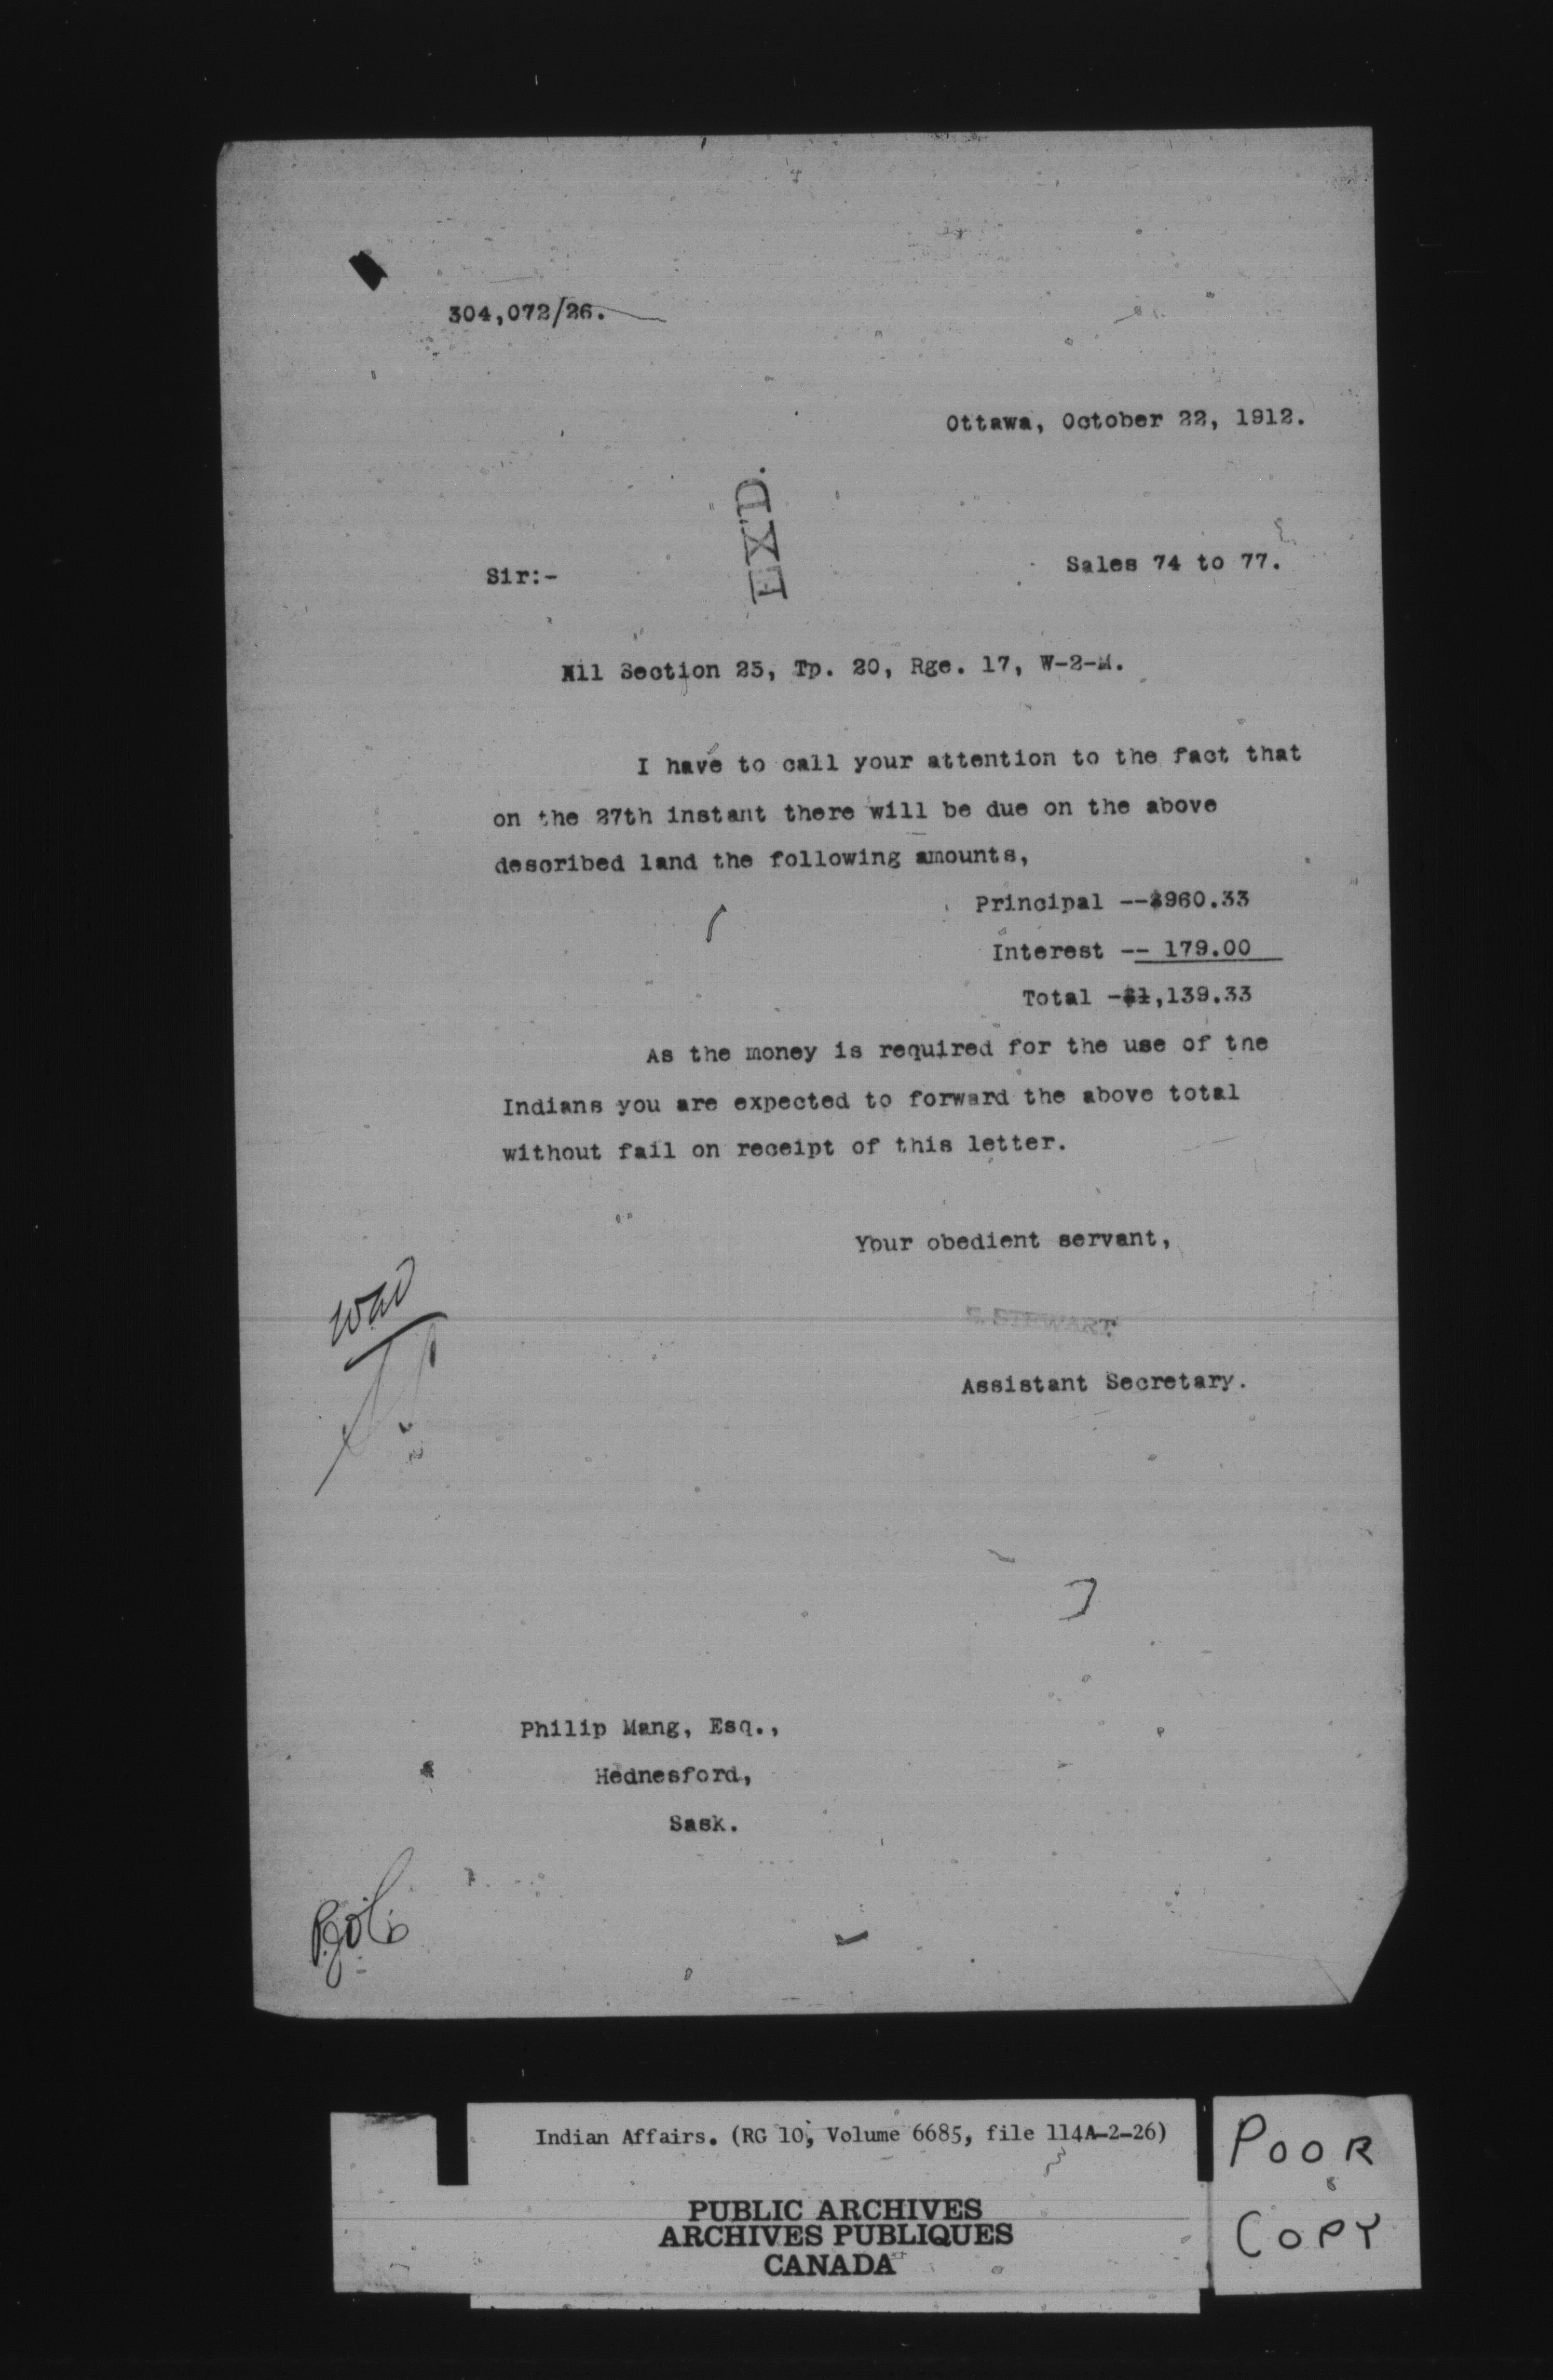 304,072/26.
Ottawa, October 22, 1912.
EXD.
Sales 74 to 77.
Sir:-
All Section 25, Tp. 20, Rge. 17, W-2-M.
I have to call your attention to the fact that
on the 27th instant there will be due on the above
described land the following amounts,
Principal --$960.33
Interest -- 179.00
Total -$1,139.33
As the money is required for the use of the
Indians you are expected to forward the above total
without fail on receipt of this letter.
Your obedient servant,
S. STEWART
Assistant Secretary.
Philip Mang, Esq.,
Hednesford,
Sask.
Indian Affairs. (RG 10, Volume 6685, file 114A-2-26)
PUBLIC ARCHIVES
ARCHIVES PUBLIQUES
CANADA
POOR
COPY